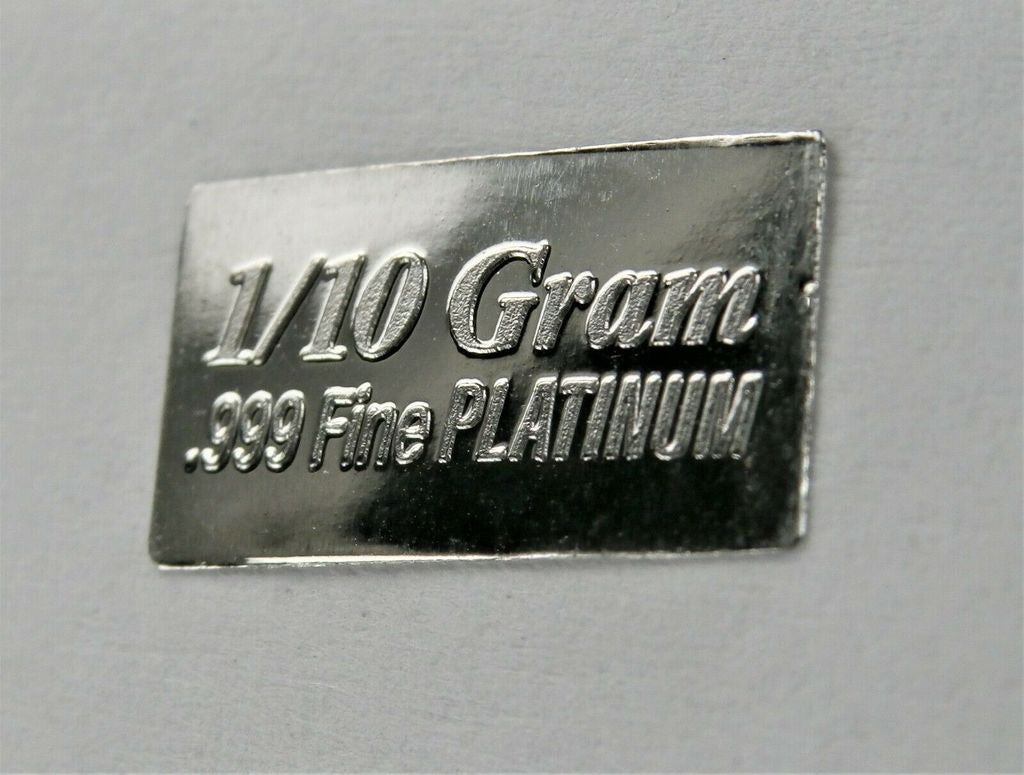 1/10 Gram
.999 Fine PLATINUM